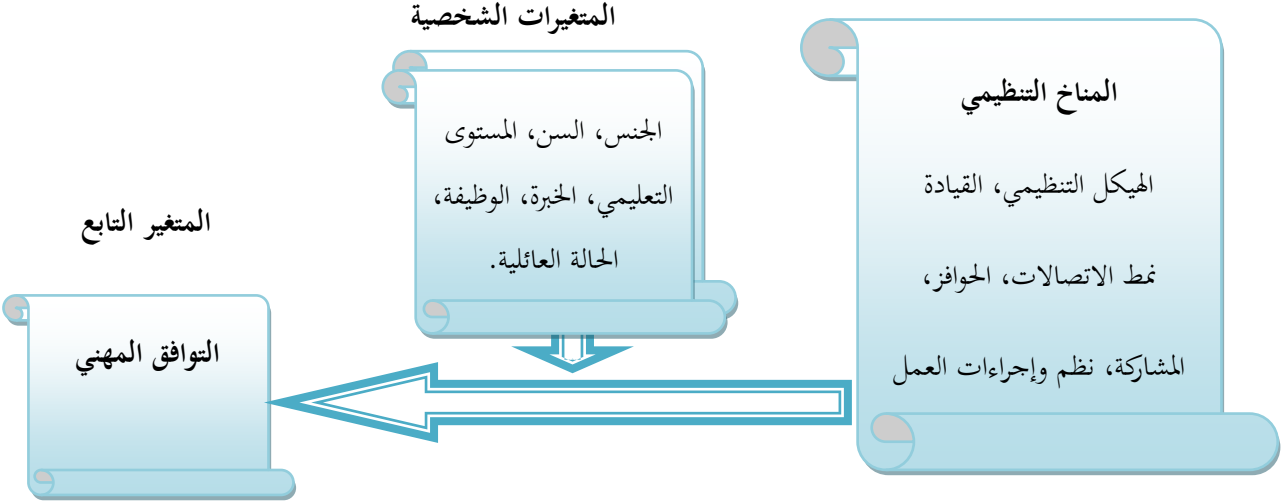 المتغيرات الشخصية
المناخ التنظيمي
الهيكل التنظيمي، القيادة
نمط الاتصالات، الحوافز،
المشاركة، نظم وإجراءات العمل
الجنس، السن، المستوى
التعليمي، الخبرة، الوظيفة،
الحالة العائلية.
المتغير التابع
التوافق المهني